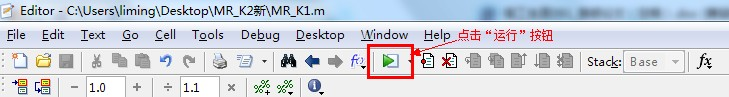 Editor - C:\Users\liming\Desktop\MR_K2新\MR_K1.m
File Edit Text Go Cell Tools Debug Desktop Window Help
点击“运行”按钮
f() Stack: Base fx
- 1.0 + ÷ 1.1 ×